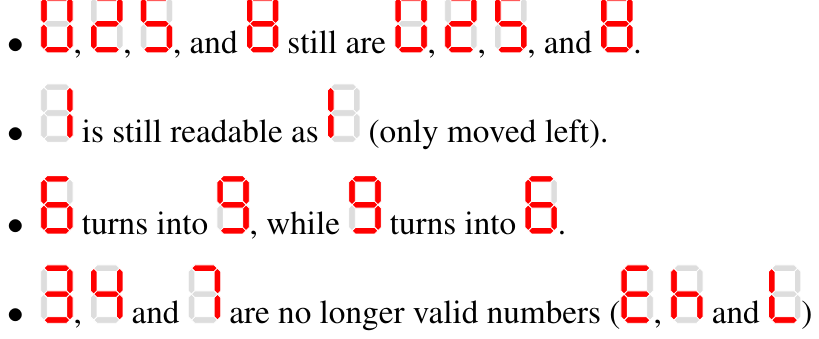 • 0, 2, 5, and 8 still are 0, 2, 5, and 8.
• 1 is still readable as 1 (only moved left).
• 6 turns into 9, while 9 turns into 6.
• 3, 4 and 7 are no longer valid numbers (E, h and L)